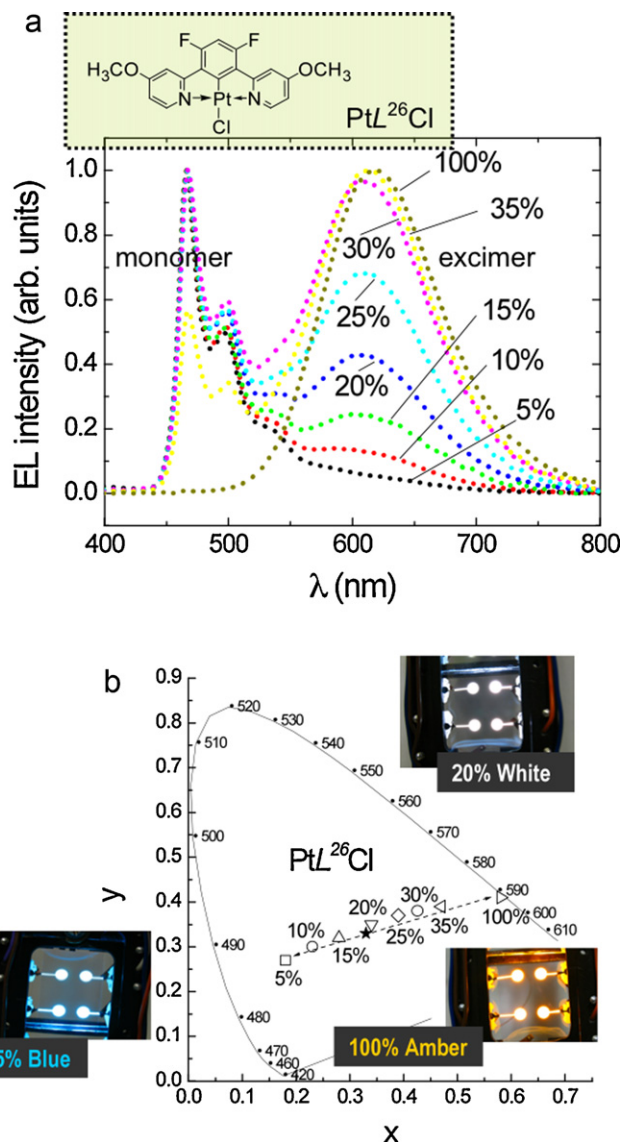 a
F F
H₃CO OCH₃
N Pt N
Cl
PtL²⁶Cl
EL intensity (arb. units)
1.0
0.8
0.6
0.4
0.2
0.0
monomer
excimer
100%
35%
30%
25%
20%
15%
10%
5%
400 500 600 700 800
λ (nm)
b
y
0.9
0.8
0.7
0.6
0.5
0.4
0.3
0.2
0.1
0.0
520
530
510
540
550
560
500
570
580
590
600
610
490
480
470
460
420
PtL²⁶Cl
5%
10%
15%
20%
25%
30%
35%
100%
20% White
5% Blue
100% Amber
0.0 0.1 0.2 0.3 0.4 0.5 0.6 0.7
x